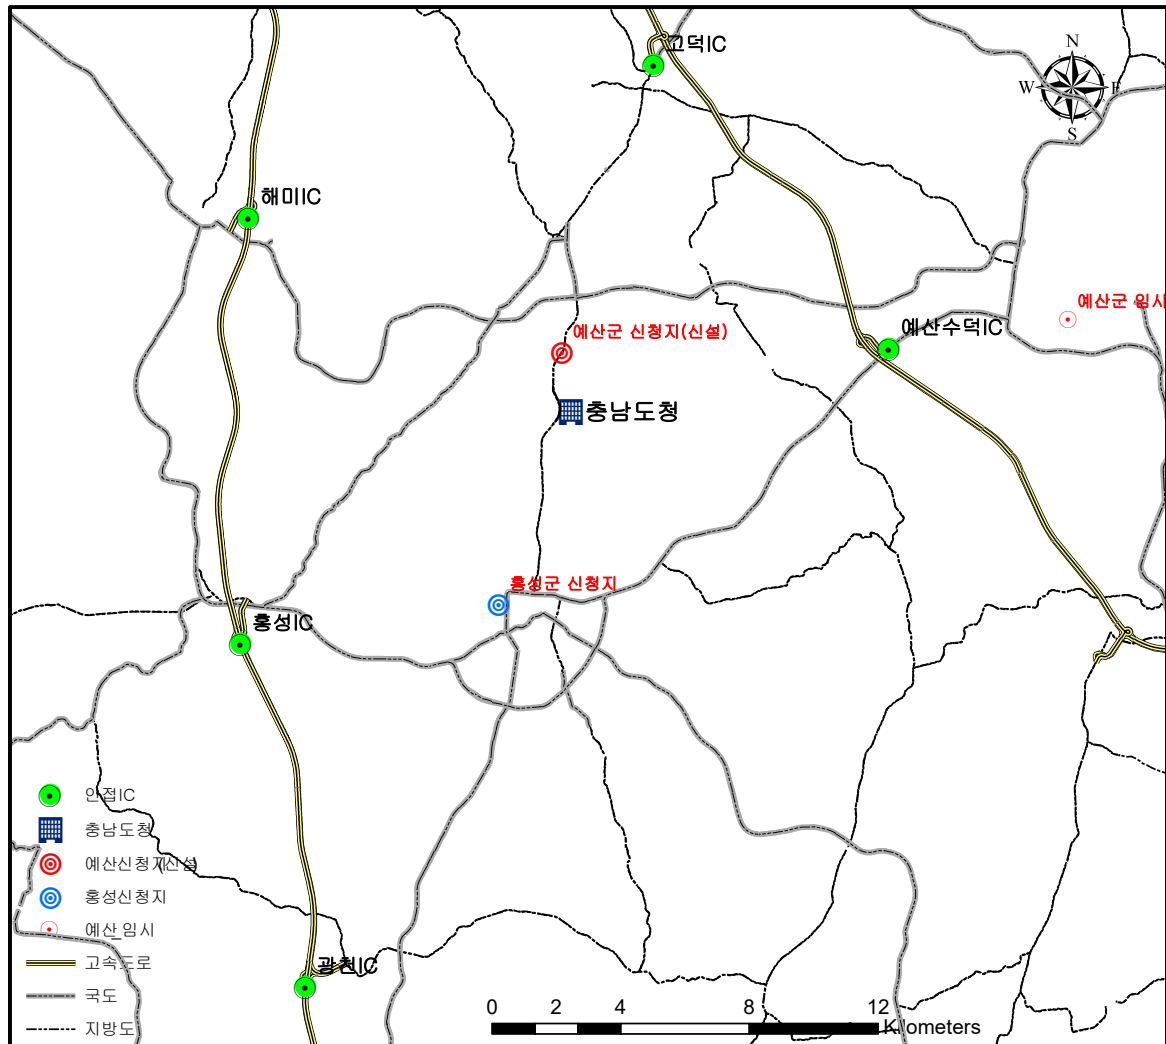 고덕IC
N
W
E
S
해미IC
예산군 임시
예산군 신청지(신설)
예산수덕IC
충남도청
홍성군 신청지
홍성IC
인접IC
충남도청
예산신청지(신설
홍성신청지
예산_임시
고속도로
광천IC
국도
0 2 4 8 12
Kilometers
지방도